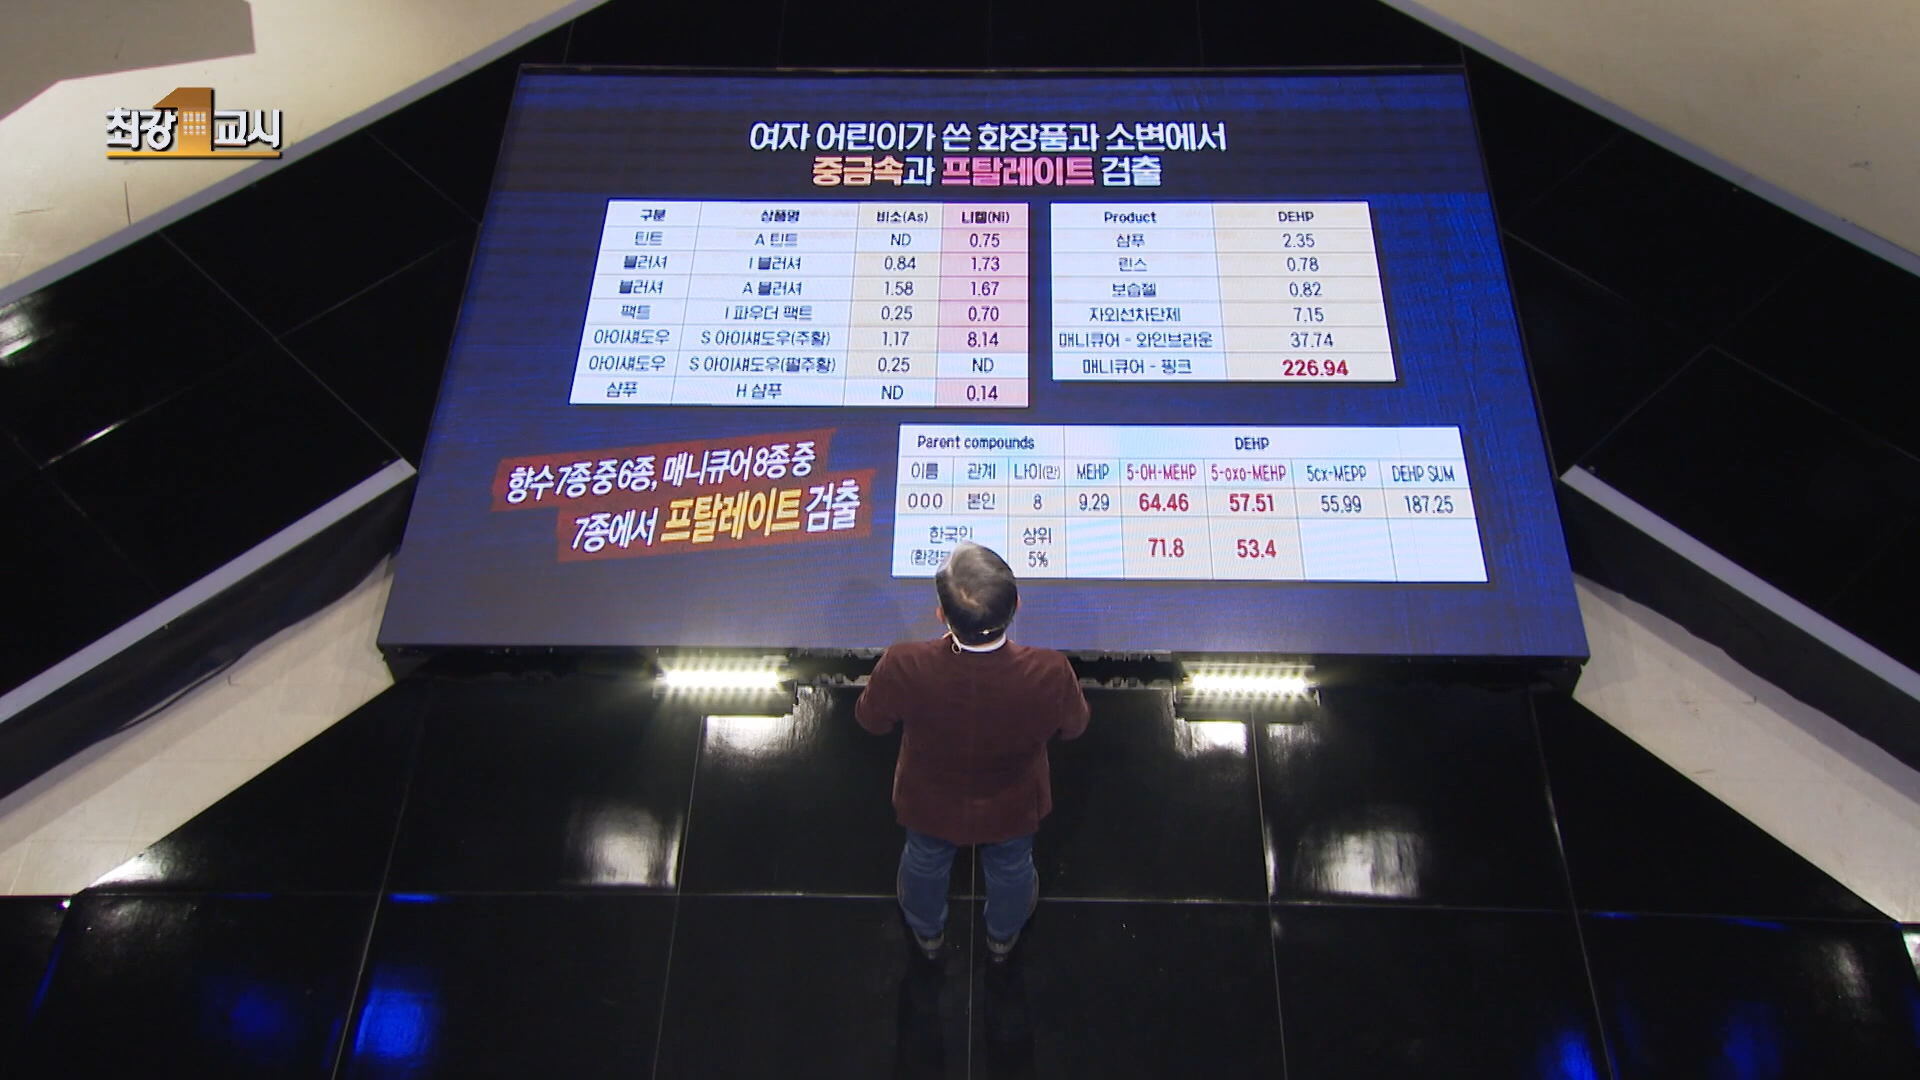 최강1교시
여자 어린이가 쓴 화장품과 소변에서
중금속과 프탈레이트 검출
구분 상품명 비소(As) 니켈(Ni)
틴트 A 틴트 ND 0.75
블러셔 I 블러셔 0.84 1.73
블러셔 A 블러셔 1.58 1.67
팩트 I 파우더 팩트 0.25 0.70
아이섀도우 S 아이섀도우(주황) 1.17 8.14
아이섀도우 S 아이섀도우(펄주황) 0.25 ND
샴푸 H 샴푸 ND 0.14
Product DEHP
샴푸 2.35
린스 0.78
보습젤 0.82
자외선차단제 7.15
매니큐어 - 와인브라운 37.74
매니큐어 - 핑크 226.94
향수 7종 중 6종, 매니큐어 8종 중
7종에서 프탈레이트 검출
Parent compounds DEHP
이름 관계 나이(만) MEHP 5-OH-MEHP 5-oxo-MEHP 5cx-MEPP DEHP SUM
OOO 본인 8 9.29 64.46 57.51 55.99 187.25
한국인 상위 5% 71.8 53.4